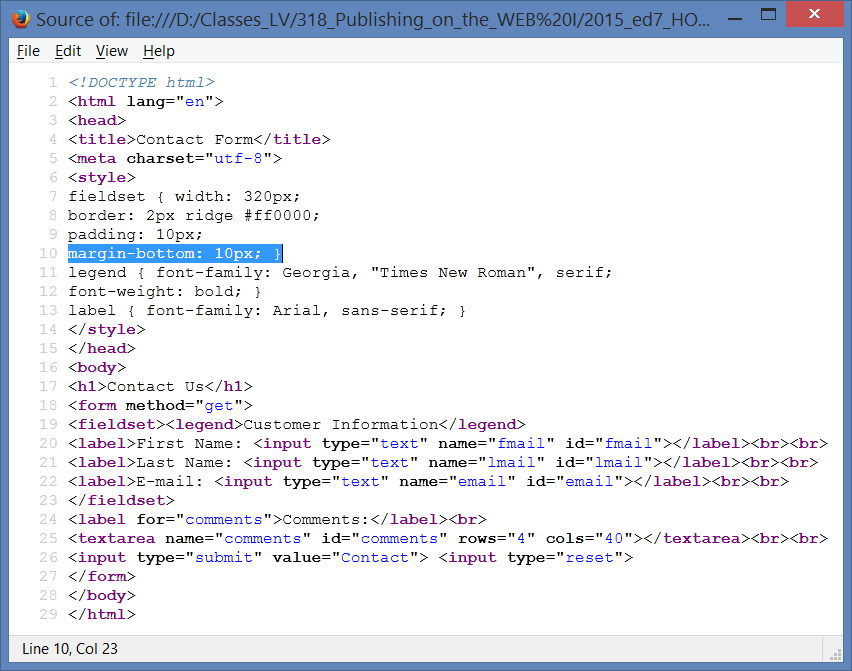 Source of: file:///D:/Classes_LV/318_Publishing_on_the_WEB%20I/2015_ed7_HO...
File Edit View Help
1 <!DOCTYPE html>
2 <html lang="en">
3 <head>
4 <title>Contact Form</title>
5 <meta charset="utf-8">
6 <style>
7 fieldset { width: 320px;
8 border: 2px ridge #ff0000;
9 padding: 10px;
10 margin-bottom: 10px; }
11 legend { font-family: Georgia, "Times New Roman", serif;
12 font-weight: bold; }
13 label { font-family: Arial, sans-serif; }
14 </style>
15 </head>
16 <body>
17 <h1>Contact Us</h1>
18 <form method="get">
19 <fieldset><legend>Customer Information</legend>
20 <label>First Name: <input type="text" name="fmail" id="fmail"></label><br><br>
21 <label>Last Name: <input type="text" name="lmail" id="lmail"></label><br><br>
22 <label>E-mail: <input type="text" name="email" id="email"></label><br><br>
23 </fieldset>
24 <label for="comments">Comments:</label><br>
25 <textarea name="comments" id="comments" rows="4" cols="40"></textarea><br><br>
26 <input type="submit" value="Contact"> <input type="reset">
27 </form>
28 </body>
29 </html>
Line 10, Col 23